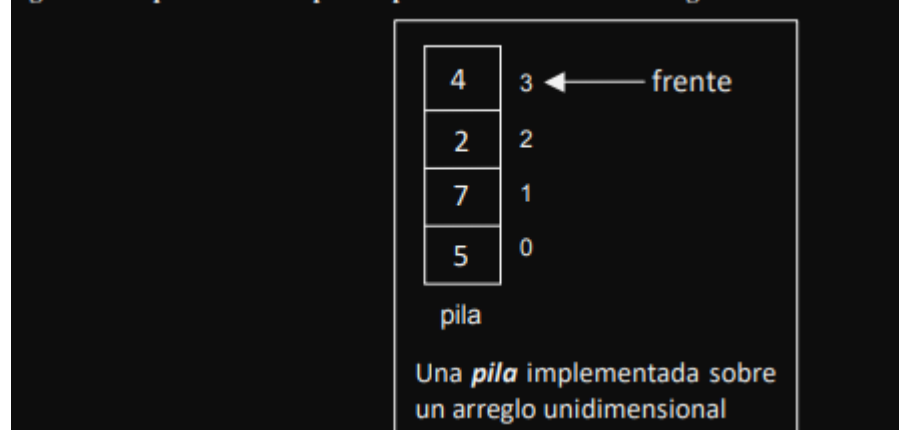 4 3 frente
2 2
7 1
5 0
pila
Una pila implementada sobre
un arreglo unidimensional